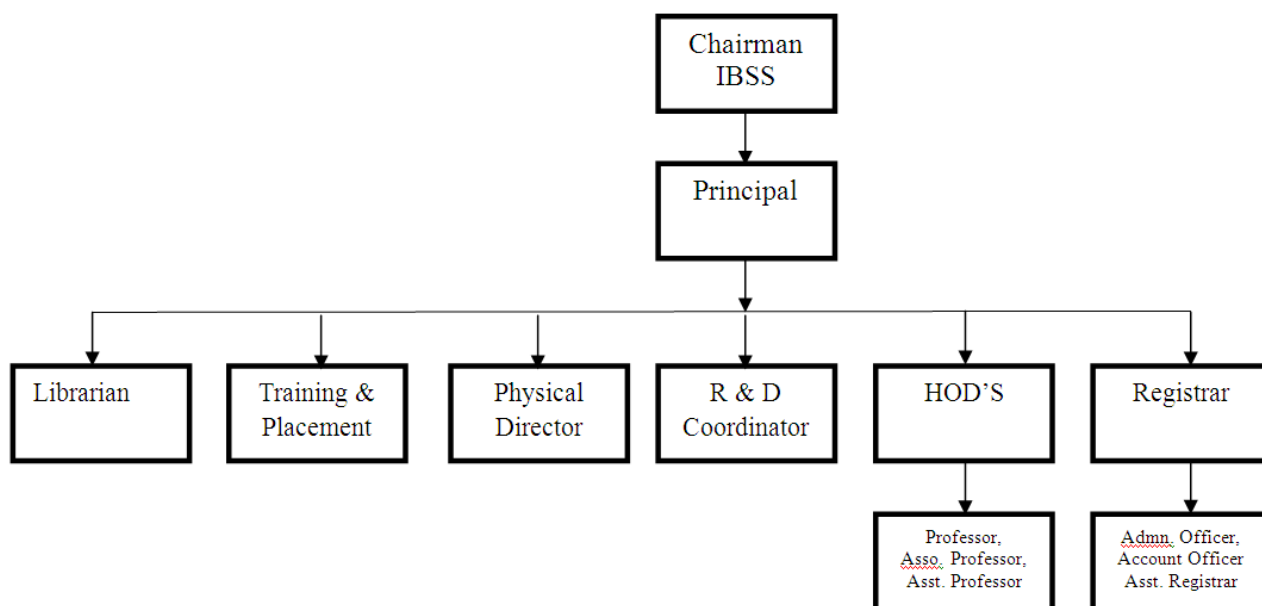 Chairman
IBSS
Principal
Librarian
Training &
Placement
Physical
Director
R & D
Coordinator
HOD’S
Registrar
Professor,
Asso. Professor,
Asst. Professor
Admn. Officer,
Account Officer
Asst. Registrar